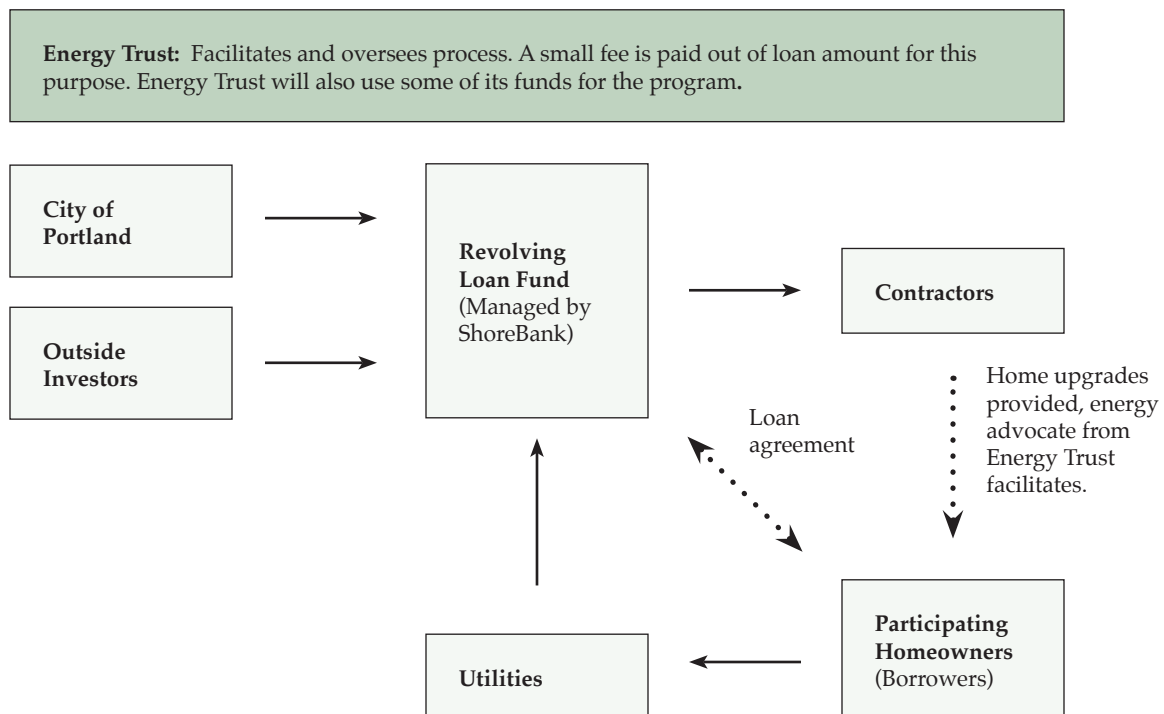 Energy Trust: Facilitates and oversees process. A small fee is paid out of loan amount for this
purpose. Energy Trust will also use some of its funds for the program.
City of
Portland
Outside
Investors
Revolving
Loan Fund
(Managed by
ShoreBank)
Contractors
Home upgrades
provided, energy
advocate from
Energy Trust
facilitates.
Loan
agreement
Participating
Homeowners
(Borrowers)
Utilities